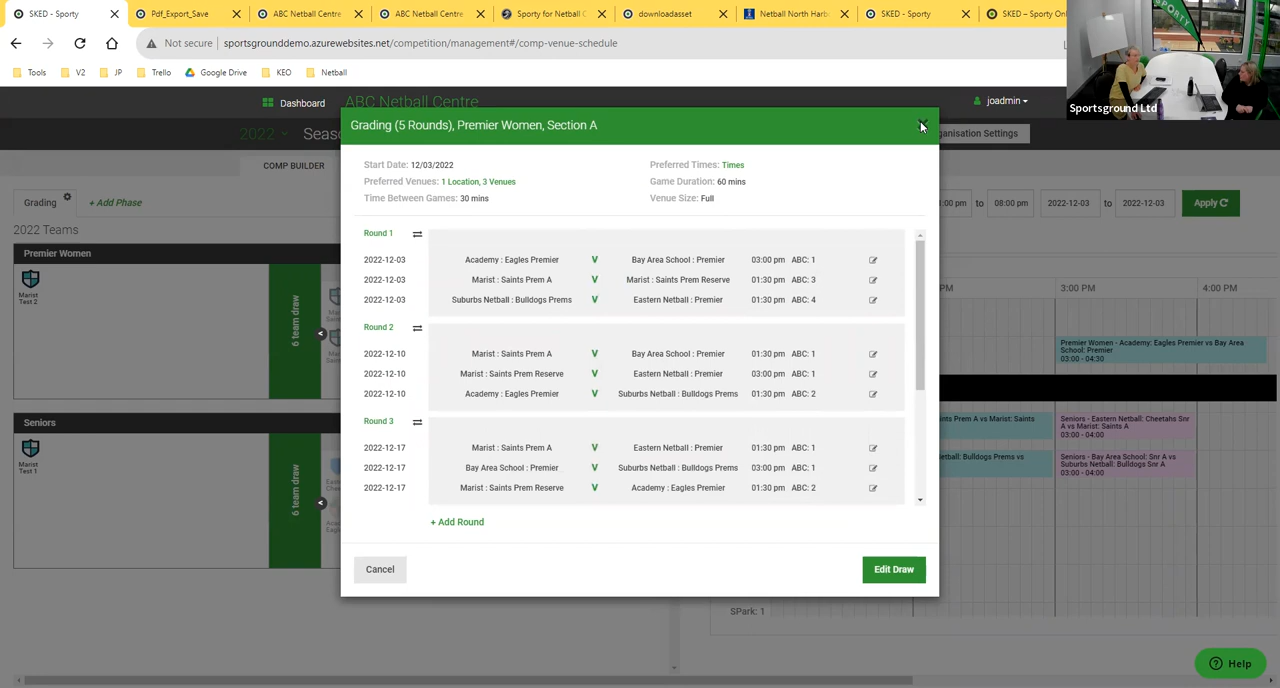 SKED - Sporty
Pdf_Export_Save
ABC Netball Centre
ABC Netball Centre
Sporty for Netball C
downloadasset
Netball North Harb
SKED - Sporty
SKED – Sporty Onl
Not secure
sportsgrounddemo.azurewebsites.net/competition/management#/comp-venue-schedule
Tools
V2
JP
Trello
Google Drive
KEO
Netball
SPORTY
Sportsground Ltd
Dashboard
ABC Netball Centre
joadmin
2022
Seas
ganisation Settings
COMP BUILDER
Grading
+ Add Phase
:00 pm to 08:00 pm 2022-12-03 to 2022-12-03 Apply
2022 Teams
Premier Women
Marist
Test 2
6 team draw
Seniors
Marist
Test 1
6 team draw
Grading (5 Rounds), Premier Women, Section A
Start Date: 12/03/2022 Preferred Times: Times
Preferred Venues: 1 Location, 3 Venues Game Duration: 60 mins
Time Between Games: 30 mins Venue Size: Full
Round 1
2022-12-03 Academy : Eagles Premier V Bay Area School : Premier 03:00 pm ABC: 1
2022-12-03 Marist : Saints Prem A V Marist : Saints Prem Reserve 01:30 pm ABC: 3
2022-12-03 Suburbs Netball : Bulldogs Prems V Eastern Netball : Premier 01:30 pm ABC: 4
Round 2
2022-12-10 Marist : Saints Prem A V Bay Area School : Premier 01:30 pm ABC: 1
2022-12-10 Marist : Saints Prem Reserve V Eastern Netball : Premier 03:00 pm ABC: 1
2022-12-10 Academy : Eagles Premier V Suburbs Netball : Bulldogs Prems 01:30 pm ABC: 2
Round 3
2022-12-17 Marist : Saints Prem A V Eastern Netball : Premier 01:30 pm ABC: 1
2022-12-17 Bay Area School : Premier V Suburbs Netball : Bulldogs Prems 03:00 pm ABC: 1
2022-12-17 Marist : Saints Prem Reserve V Academy : Eagles Premier 01:30 pm ABC: 2
+ Add Round
Cancel
Edit Draw
PM
3:00 PM
4:00 PM
Premier Women - Academy: Eagles Premier vs Bay Area
School: Premier
03:00 - 04:30
s Prem A vs Marist: Saints
Seniors - Eastern Netball: Cheetahs Snr
A vs Marist: Saints A
03:00 - 04:00
etball: Bulldogs Prems vs
Seniors - Bay Area School: Snr A vs
Suburbs Netball: Bulldogs Snr A
03:00 - 04:00
SPark: 1
Help